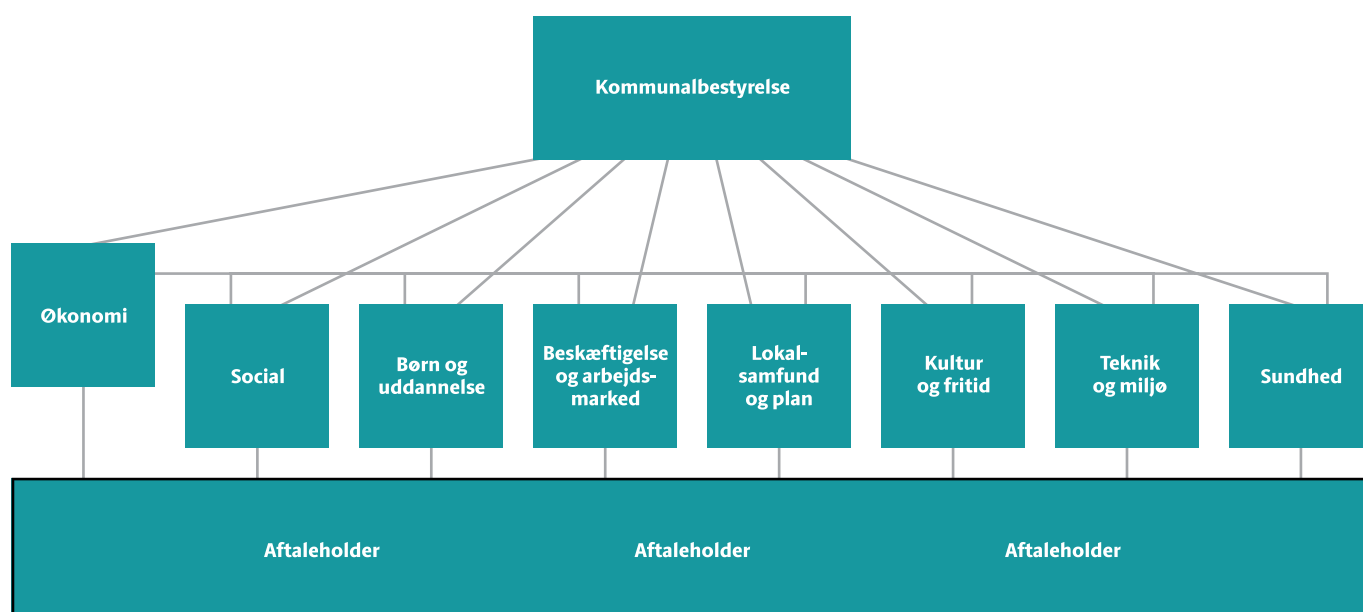 Kommunalbestyrelse
Økonomi
Social
Børn og
uddannelse
Beskæftigelse
og arbejds-
marked
Lokal-
samfund
og plan
Kultur
og fritid
Teknik
og miljø
Sundhed
Aftaleholder
Aftaleholder
Aftaleholder